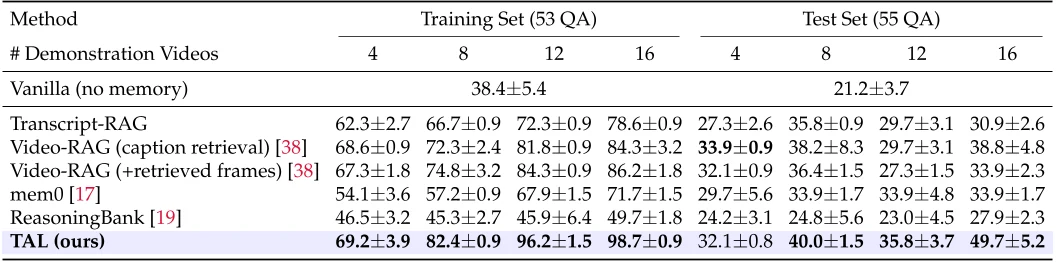 Method Training Set (53 QA) Test Set (55 QA)
# Demonstration Videos 4 8 12 16 4 8 12 16
Vanilla (no memory) 38.4±5.4 21.2±3.7
Transcript-RAG 62.3±2.7 66.7±0.9 72.3±0.9 78.6±0.9 27.3±2.6 35.8±0.9 29.7±3.1 30.9±2.6
Video-RAG (caption retrieval) [38] 68.6±0.9 72.3±2.4 81.8±0.9 84.3±3.2 33.9±0.9 38.2±8.3 29.7±3.1 38.8±4.8
Video-RAG (+retrieved frames) [38] 67.3±1.8 74.8±3.2 84.3±0.9 86.2±1.8 32.1±0.9 36.4±1.5 27.3±1.5 33.9±2.3
mem0 [17] 54.1±3.6 57.2±0.9 67.9±1.5 71.7±1.5 29.7±5.6 33.9±1.7 33.9±4.8 33.9±1.7
ReasoningBank [19] 46.5±3.2 45.3±2.7 45.9±6.4 49.7±1.8 24.2±3.1 24.8±5.6 23.0±4.5 27.9±2.3
TAL (ours) 69.2±3.9 82.4±0.9 96.2±1.5 98.7±0.9 32.1±0.8 40.0±1.5 35.8±3.7 49.7±5.2